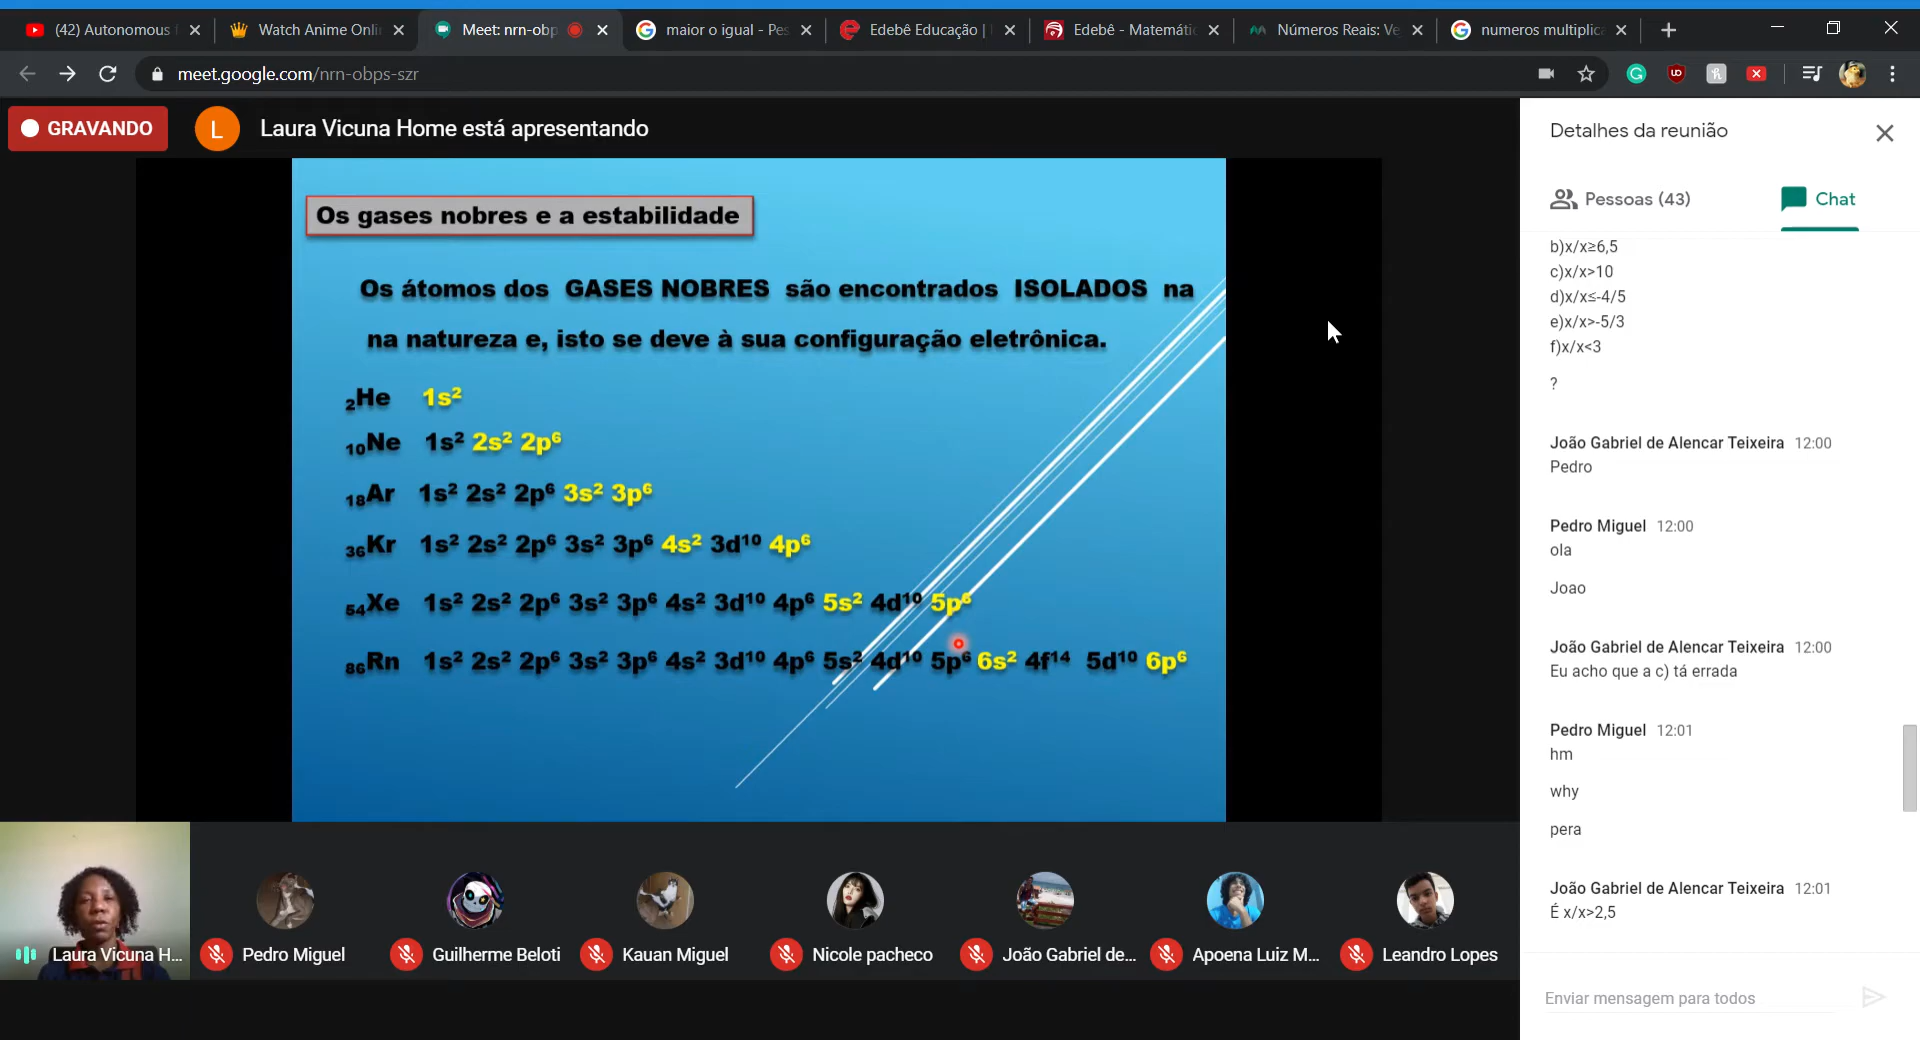 (42) Autonomous
Watch Anime Onli
Meet: nrn-obp
maior o igual - Pes
Edebê Educação |
Edebê - Matemátic
Números Reais: Ve
numeros multiplica
meet.google.com/nrn-obps-szr
GRAVANDO
L
Laura Vicuna Home está apresentando
Os gases nobres e a estabilidade
Os átomos dos GASES NOBRES são encontrados ISOLADOS na
na natureza e, isto se deve à sua configuração eletrônica.
₂He 1s²
₁₀Ne 1s² 2s² 2p⁶
₁₈Ar 1s² 2s² 2p⁶ 3s² 3p⁶
₃₆Kr 1s² 2s² 2p⁶ 3s² 3p⁶ 4s² 3d¹⁰ 4p⁶
₅₄Xe 1s² 2s² 2p⁶ 3s² 3p⁶ 4s² 3d¹⁰ 4p⁶ 5s² 4d¹⁰ 5p⁶
₈₆Rn 1s² 2s² 2p⁶ 3s² 3p⁶ 4s² 3d¹⁰ 4p⁶ 5s² 4d¹⁰ 5p⁶ 6s² 4f¹⁴ 5d¹⁰ 6p⁶
Laura Vicuna H...
Pedro Miguel
Guilherme Beloti
Kauan Miguel
Nicole pacheco
João Gabriel de...
Apoena Luiz M...
Leandro Lopes
Detalhes da reunião
Pessoas (43)
Chat
b)x/x≥6,5
c)x/x>10
d)x/x≤-4/5
e)x/x>-5/3
f)x/x<3
?
João Gabriel de Alencar Teixeira 12:00
Pedro
Pedro Miguel 12:00
ola
Joao
João Gabriel de Alencar Teixeira 12:00
Eu acho que a c) tá errada
Pedro Miguel 12:01
hm
why
pera
João Gabriel de Alencar Teixeira 12:01
É x/x>2,5
Enviar mensagem para todos